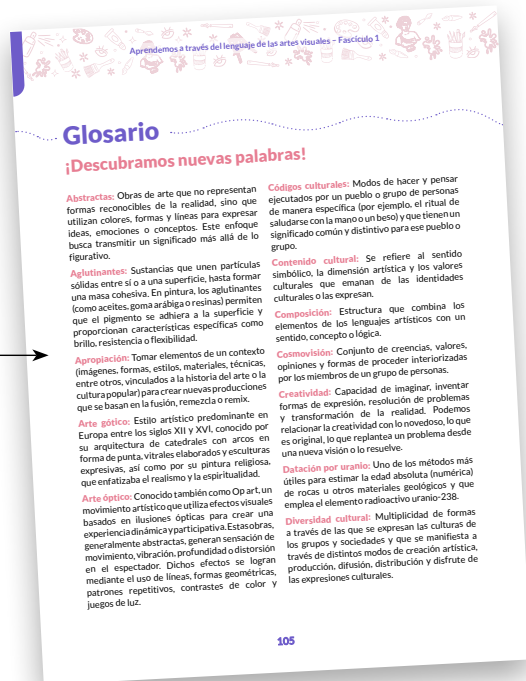 Aprendemos a través del lenguaje de las artes visuales – Fascículo 1
Glosario
¡Descubramos nuevas palabras!
Abstractas: Obras de arte que no representan
formas reconocibles de la realidad, sino que
utilizan colores, formas y líneas para expresar
ideas, emociones o conceptos. Este enfoque
busca transmitir un significado más allá de lo
figurativo.
Aglutinantes: Sustancias que unen partículas
sólidas entre sí o a una superficie, hasta formar
una masa cohesiva. En pintura, los aglutinantes
(como aceites, goma arábiga o resinas) permiten
que el pigmento se adhiera a la superficie y
proporcionan características específicas como
brillo, resistencia o flexibilidad.
Apropiación: Tomar elementos de un contexto
(imágenes, formas, estilos, materiales, técnicas,
entre otros, vinculados a la historia del arte o la
cultura popular) para crear nuevas producciones
que se basan en la fusión, remezcla o remix.
Arte gótico: Estilo artístico predominante en
Europa entre los siglos XII y XVI, conocido por
su arquitectura de catedrales con arcos en
forma de punta, vitrales elaborados y esculturas
expresivas, así como por su pintura religiosa,
que enfatizaba el realismo y la espiritualidad.
Arte óptico: Conocido también como Op art, un
movimiento artístico que utiliza efectos visuales
basados en ilusiones ópticas para crear una
experiencia dinámica y participativa. Estas obras,
generalmente abstractas, generan sensación de
movimiento, vibración, profundidad o distorsión
en el espectador. Dichos efectos se logran
mediante el uso de líneas, formas geométricas,
patrones repetitivos, contrastes de color y
juegos de luz.
Códigos culturales: Modos de hacer y pensar
ejecutados por un pueblo o grupo de personas
de manera específica (por ejemplo, el ritual de
saludarse con la mano o un beso) y que tienen un
significado común y distintivo para ese pueblo o
grupo.
Contenido cultural: Se refiere al sentido
simbólico, la dimensión artística y los valores
culturales que emanan de las identidades
culturales o las expresan.
Composición: Estructura que combina los
elementos de los lenguajes artísticos con un
sentido, concepto o lógica.
Cosmovisión: Conjunto de creencias, valores,
opiniones y formas de proceder interiorizadas
por los miembros de un grupo de personas.
Creatividad: Capacidad de imaginar, inventar
formas de expresión, resolución de problemas
y transformación de la realidad. Podemos
relacionar la creatividad con lo novedoso, lo que
es original, lo que replantea un problema desde
una nueva visión o lo resuelve.
Datación por uranio: Uno de los métodos más
útiles para estimar la edad absoluta (numérica)
de rocas u otros materiales geológicos y que
emplea el elemento radioactivo uranio-238.
Diversidad cultural: Multiplicidad de formas
a través de las que se expresan las culturas de
los grupos y sociedades y que se manifiesta a
través de distintos modos de creación artística,
producción, difusión, distribución y disfrute de
las expresiones culturales.
105